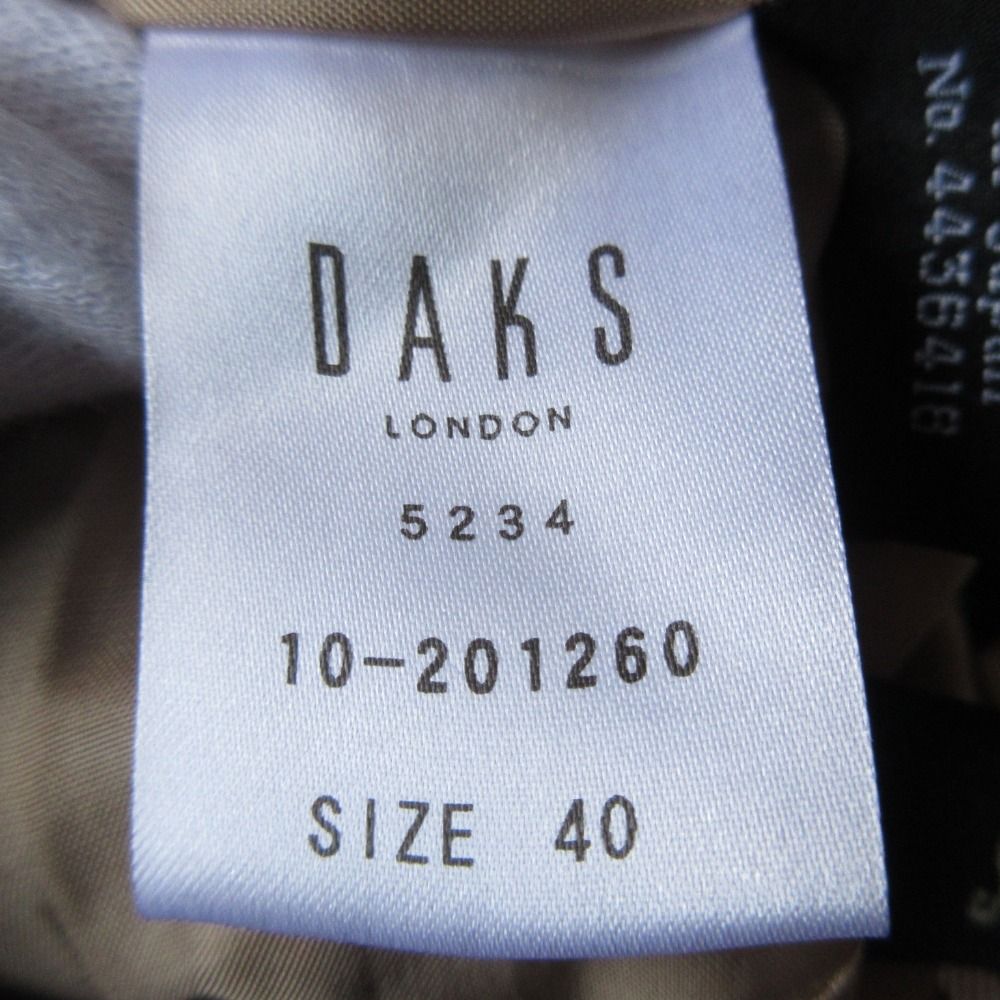 DAKS
LONDON
5234
10-201260
SIZE 40
No. 4436418